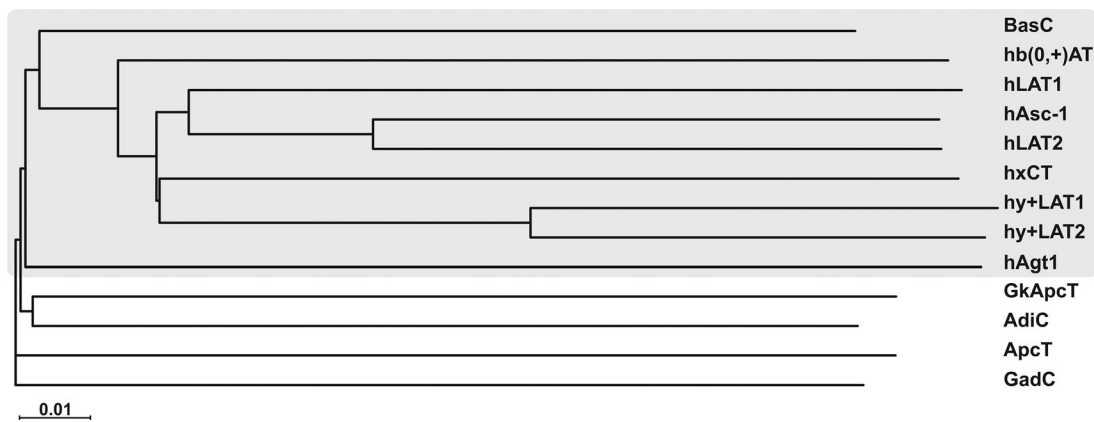 BasC
hb(0,+)AT
hLAT1
hAsc-1
hLAT2
hxCT
hy+LAT1
hy+LAT2
hAgt1
GkApcT
AdiC
ApcT
GadC
0.01